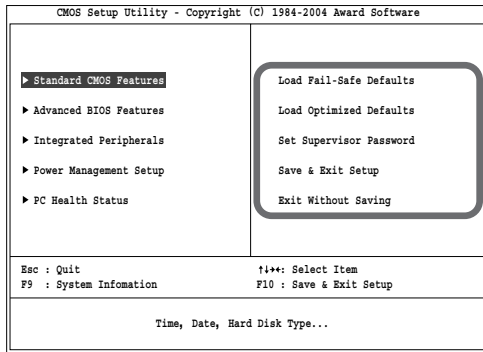 CMOS Setup Utility - Copyright (C) 1984-2004 Award Software
▶ Standard CMOS Features
▶ Advanced BIOS Features
▶ Integrated Peripherals
▶ Power Management Setup
▶ PC Health Status
Load Fail-Safe Defaults
Load Optimized Defaults
Set Supervisor Password
Save & Exit Setup
Exit Without Saving
Esc : Quit
F9 : System Infomation
↑↓→←: Select Item
F10 : Save & Exit Setup
Time, Date, Hard Disk Type...